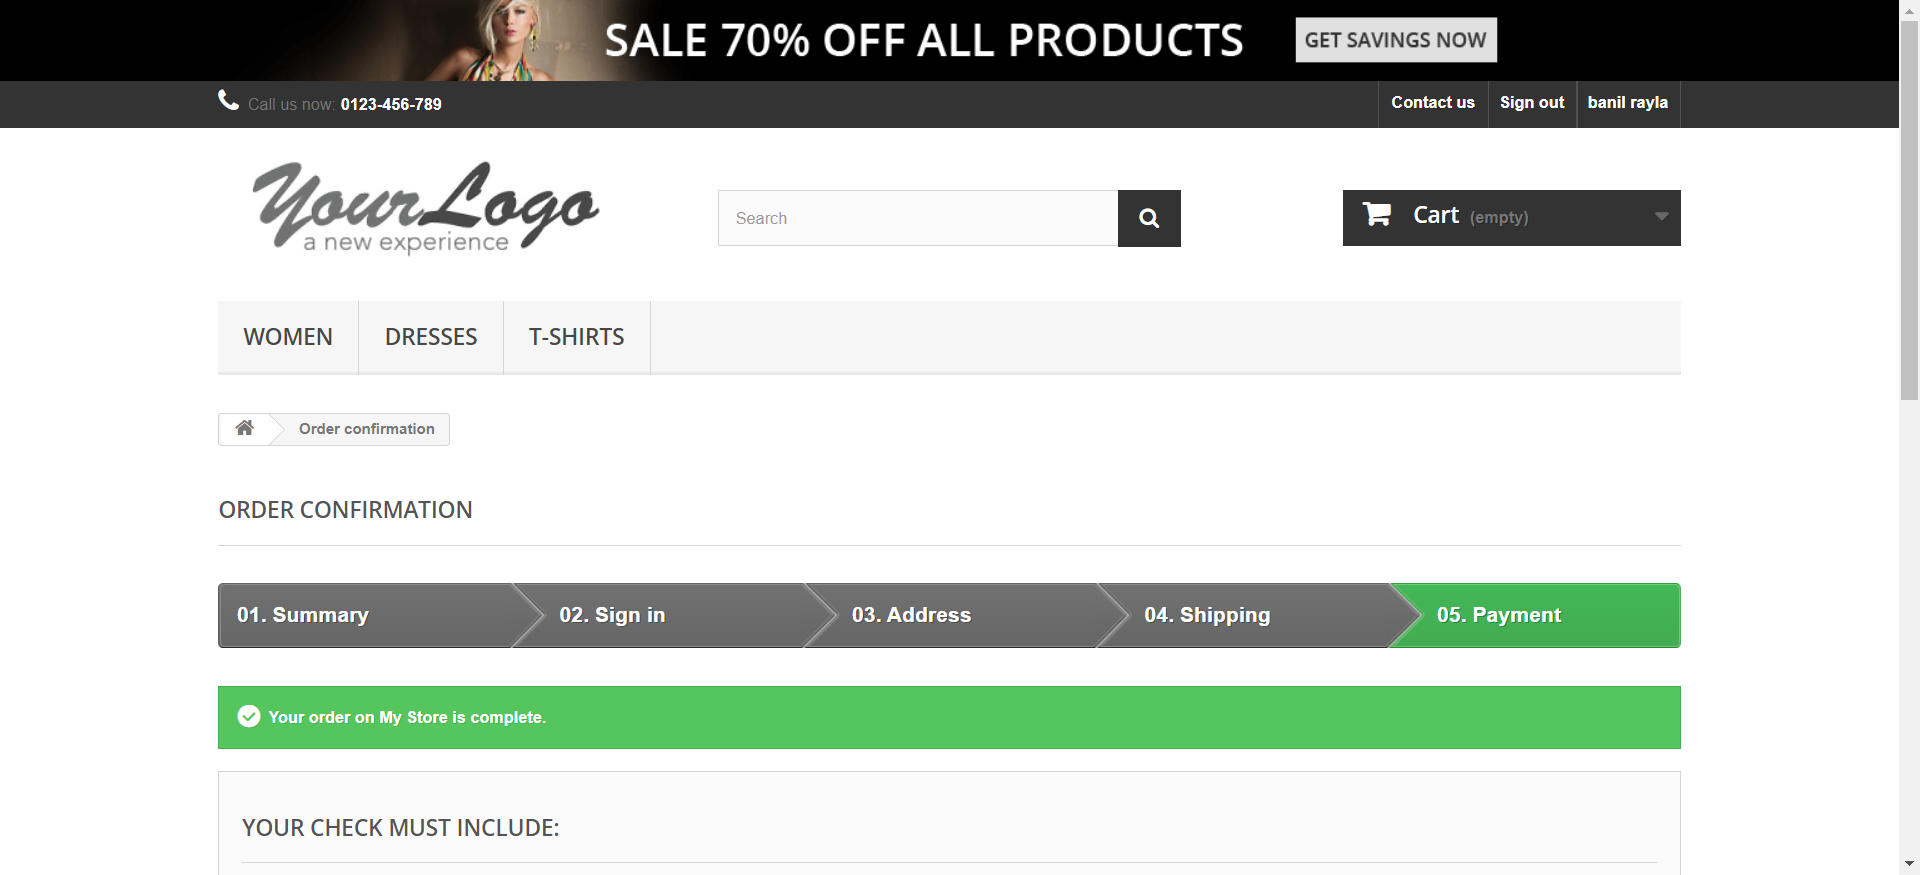 SALE 70% OFF ALL PRODUCTS GET SAVINGS NOW
Call us now: 0123-456-789 Contact us Sign out banil rayla
YourLogo
a new experience
Search
Cart (empty)
WOMEN DRESSES T-SHIRTS
Order confirmation
ORDER CONFIRMATION
01. Summary 02. Sign in 03. Address 04. Shipping 05. Payment
Your order on My Store is complete.
YOUR CHECK MUST INCLUDE: